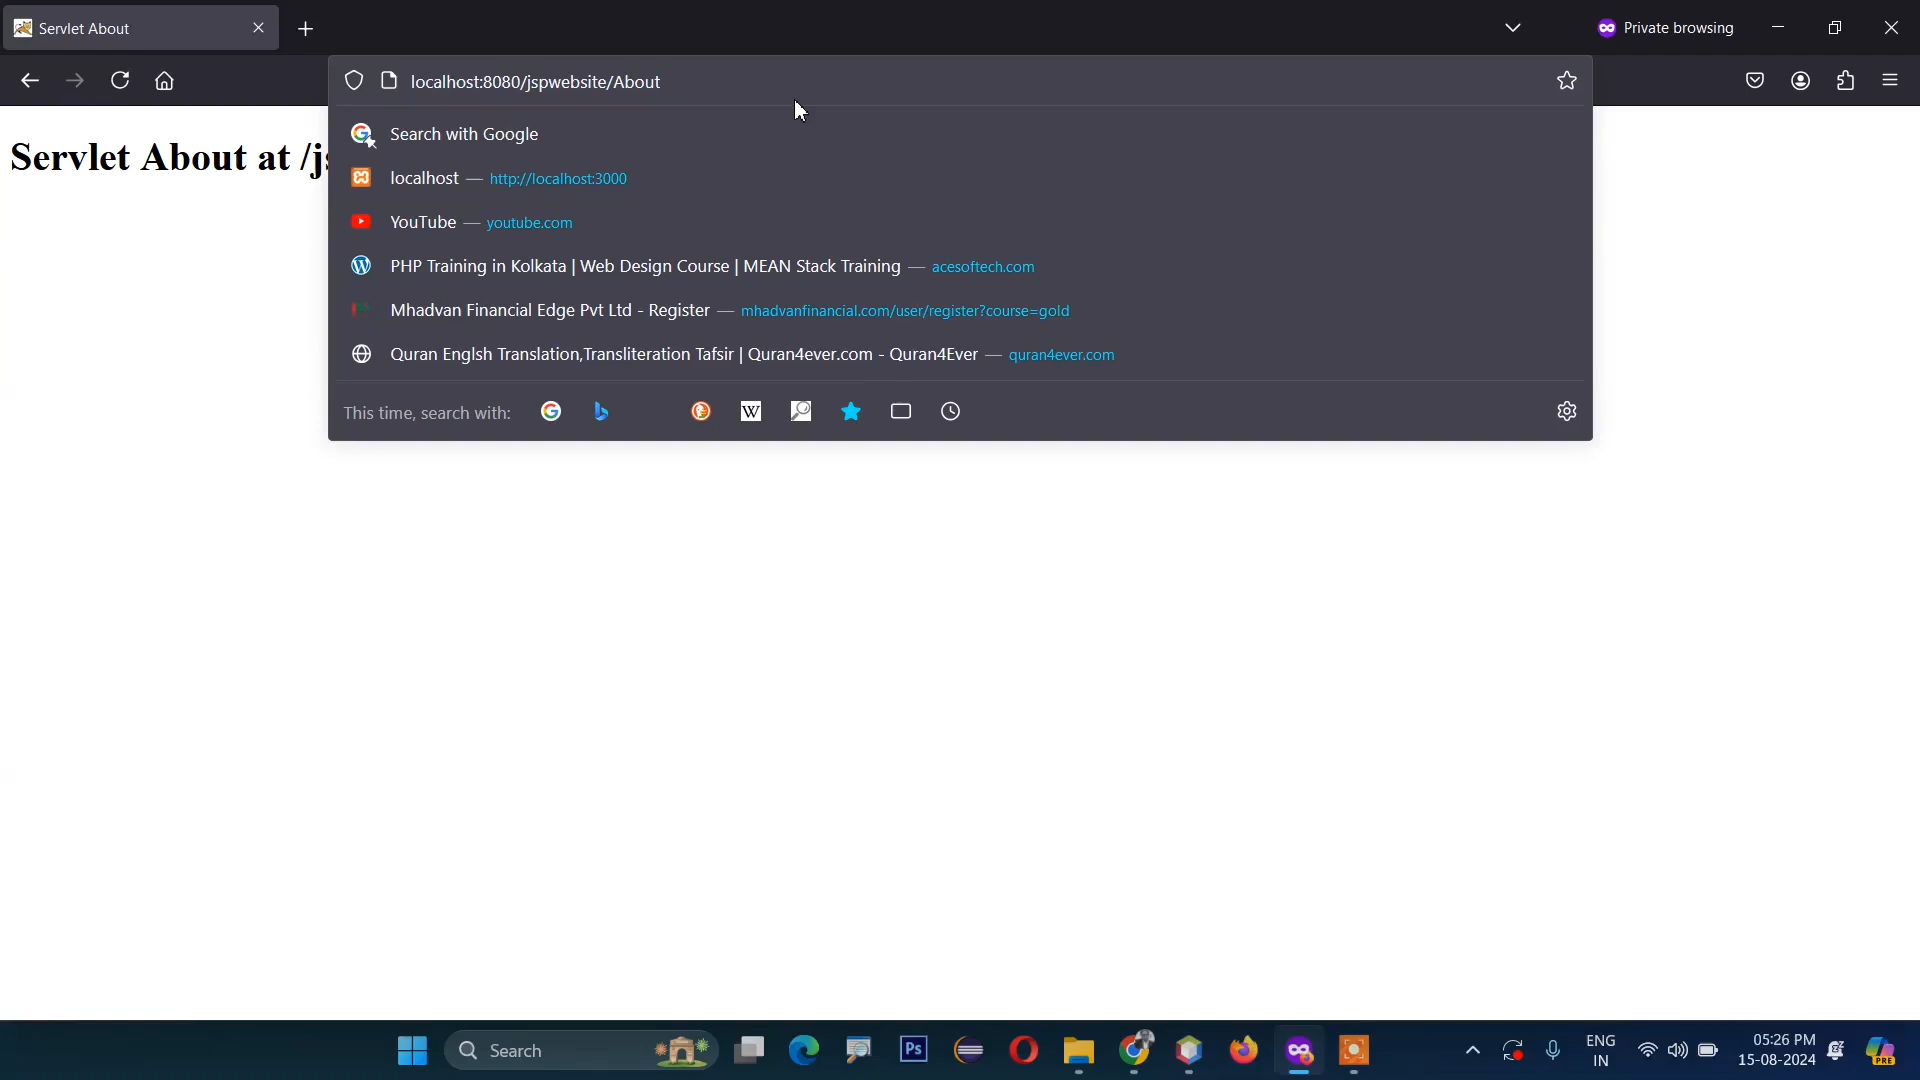 Servlet About
Private browsing
localhost:8080/jspwebsite/About
Servlet About at /js
Search with Google
localhost — http://localhost:3000
YouTube — youtube.com
PHP Training in Kolkata | Web Design Course | MEAN Stack Training — acesoftech.com
Mhadvan Financial Edge Pvt Ltd - Register — mhadvanfinancial.com/user/register?course=gold
Quran Englsh Translation,Transliteration Tafsir | Quran4ever.com - Quran4Ever — quran4ever.com
This time, search with:
Search
Ps
ENG
IN
05:26 PM
15-08-2024
PRE